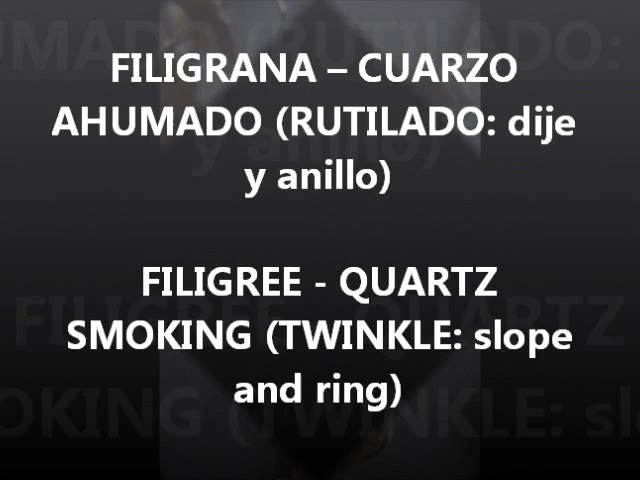 FILIGRANA – CUARZO
AHUMADO (RUTILADO: dije
y anillo)
FILIGREE - QUARTZ
SMOKING (TWINKLE: slope
and ring)